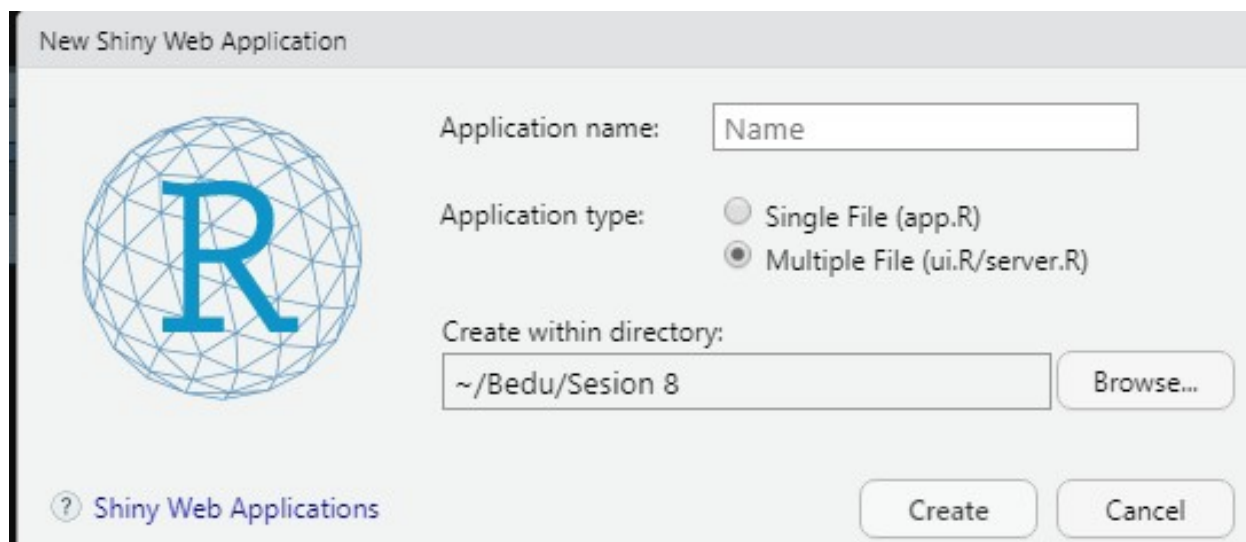 New Shiny Web Application
R
Application name: Name
Application type: Single File (app.R)
Multiple File (ui.R/server.R)
Create within directory:
~/Bedu/Sesion 8 Browse...
? Shiny Web Applications Create Cancel